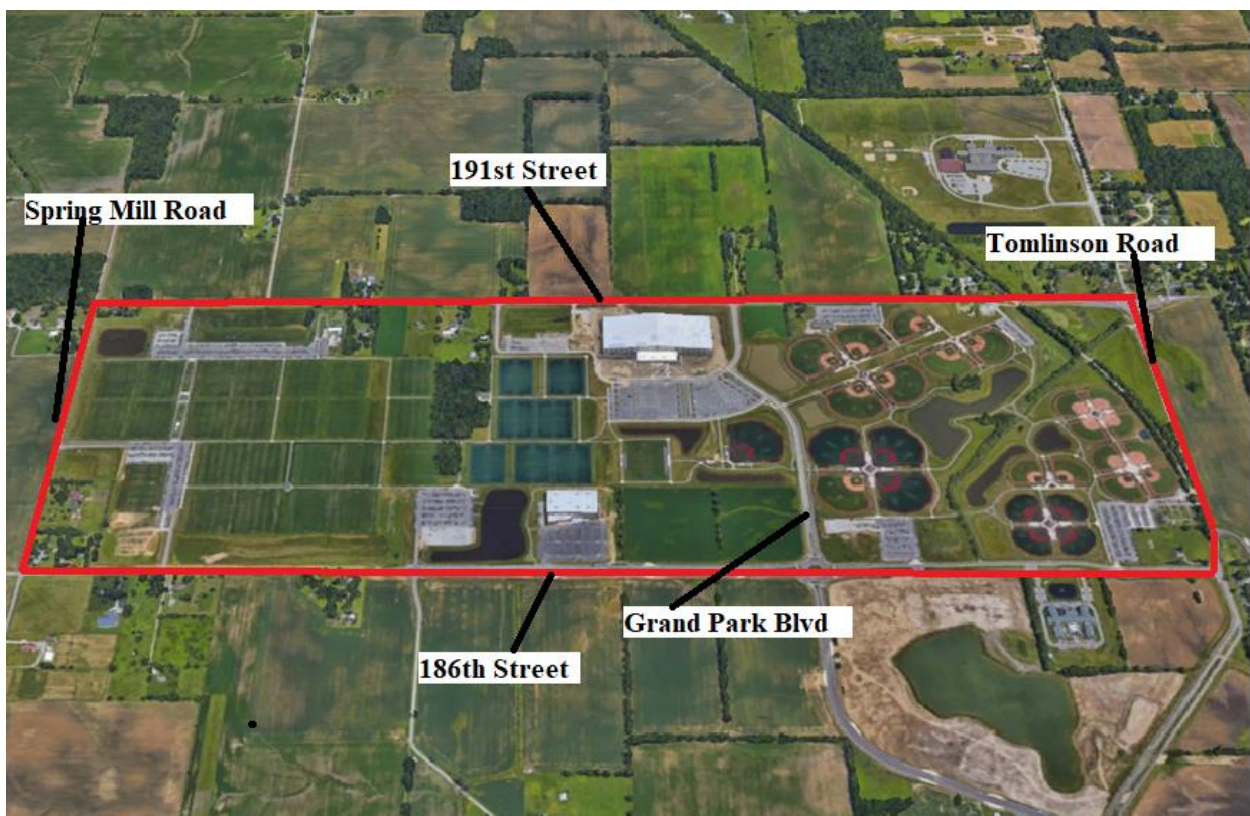 191st Street
Spring Mill Road
Tomlinson Road
Grand Park Blvd
186th Street